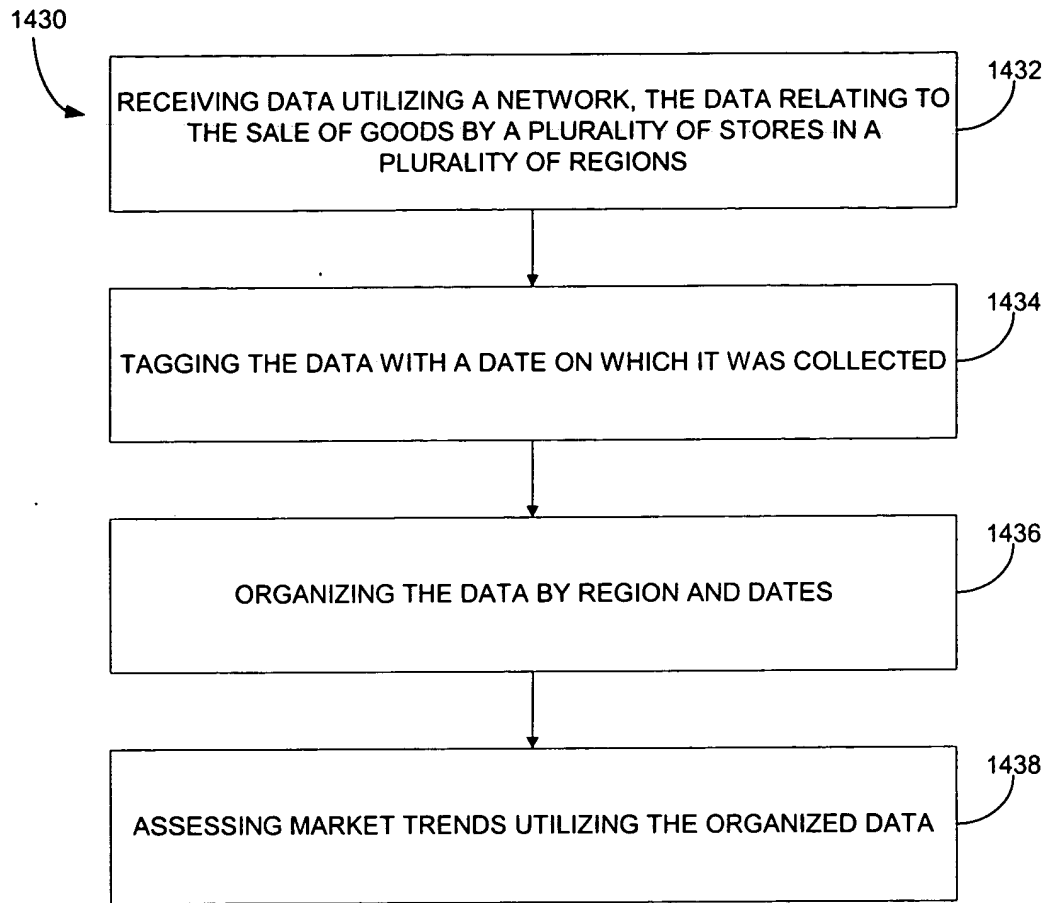 1430
1432
RECEIVING DATA UTILIZING A NETWORK, THE DATA RELATING TO
THE SALE OF GOODS BY A PLURALITY OF STORES IN A
PLURALITY OF REGIONS
1434
TAGGING THE DATA WITH A DATE ON WHICH IT WAS COLLECTED
1436
ORGANIZING THE DATA BY REGION AND DATES
1438
ASSESSING MARKET TRENDS UTILIZING THE ORGANIZED DATA